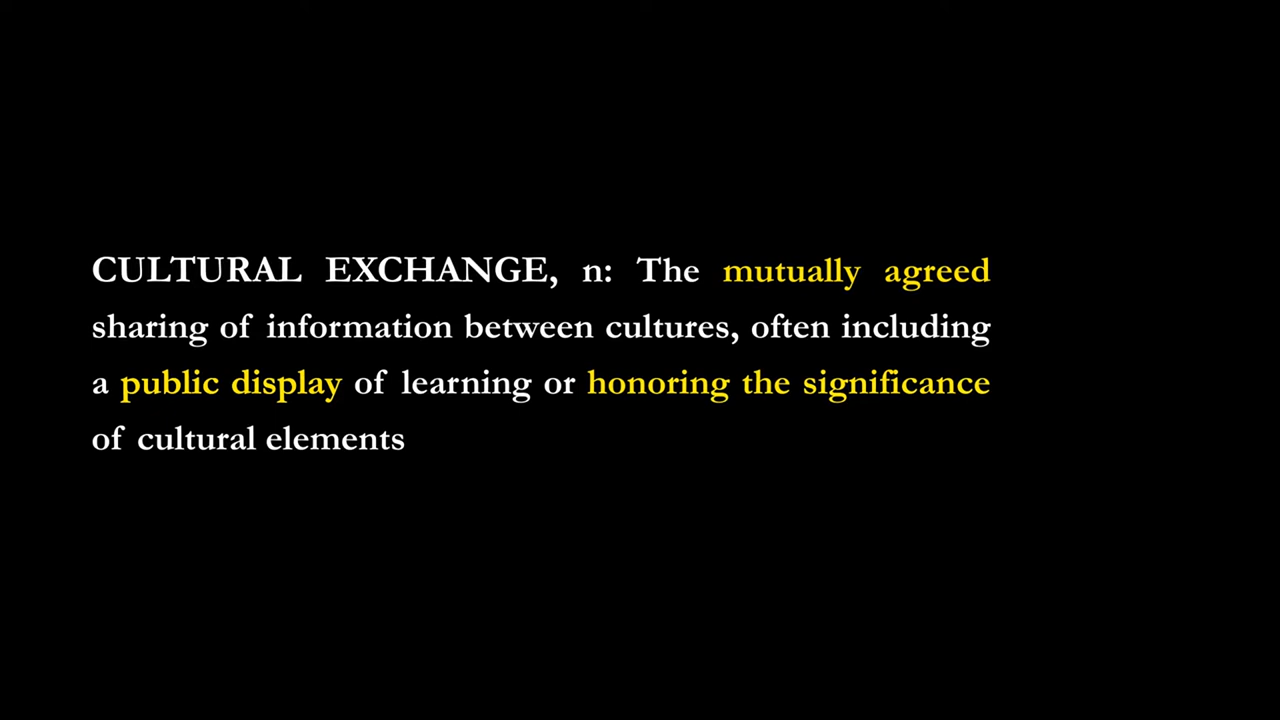 CULTURAL EXCHANGE, n: The mutually agreed
sharing of information between cultures, often including
a public display of learning or honoring the significance
of cultural elements